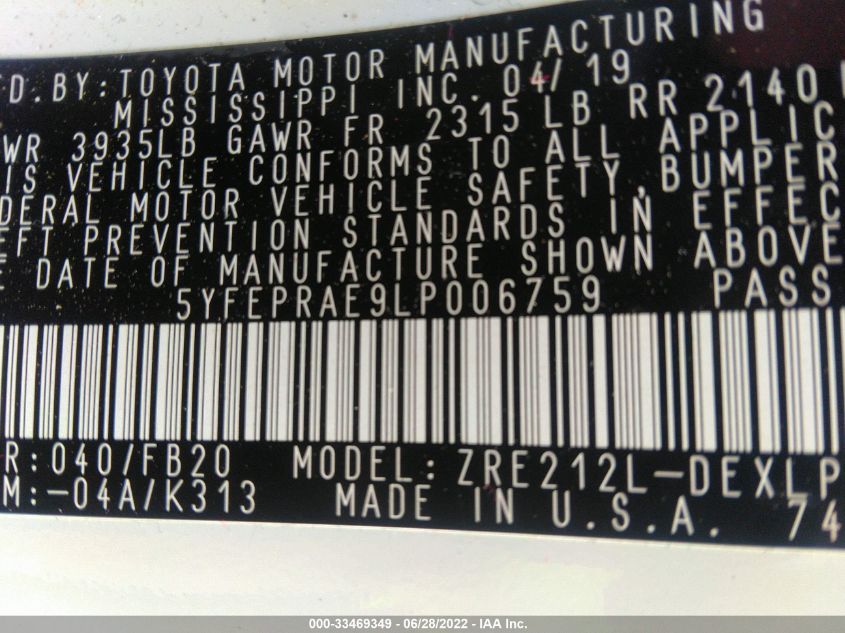 D.BY:TOYOTA MOTOR MANUFACTURING
MISSISSIPPI INC. 04/19
WR 3935LB GAWR FR 2315 LB RR 2140
IS VEHICLE CONFORMS TO ALL APPLIC
DERAL MOTOR VEHICLE SAFETY,BUMPER
EFT PREVENTION STANDARDS IN EFFEC
E DATE OF MANUFACTURE SHOWN ABOVE
5YFEPRAE9LP006759 PASS
R:040/FB20 MODEL:ZRE212L-DEXLP
M:-04A/K313 MADE IN U.S.A. 74
000-33469349 - 06/28/2022 - IAA Inc.